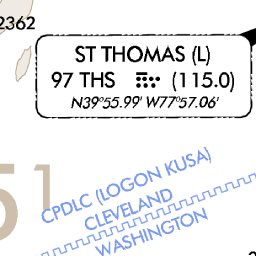 2362
ST THOMAS (L)
97 THS (115.0)
N39°55.99' W77°57.06'
51
CPDLC (LOGON KUSA)
CLEVELAND
WASHINGTON